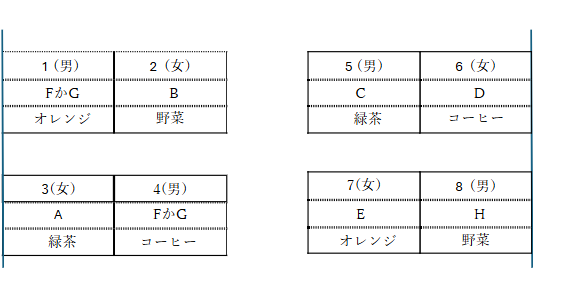 1（男） 2（女） 5（男） 6（女）
FかG B C D
オレンジ 野菜 緑茶 コーヒー
3(女） 4(男） 7(女） 8（男）
A FかG E H
緑茶 コーヒー オレンジ 野菜